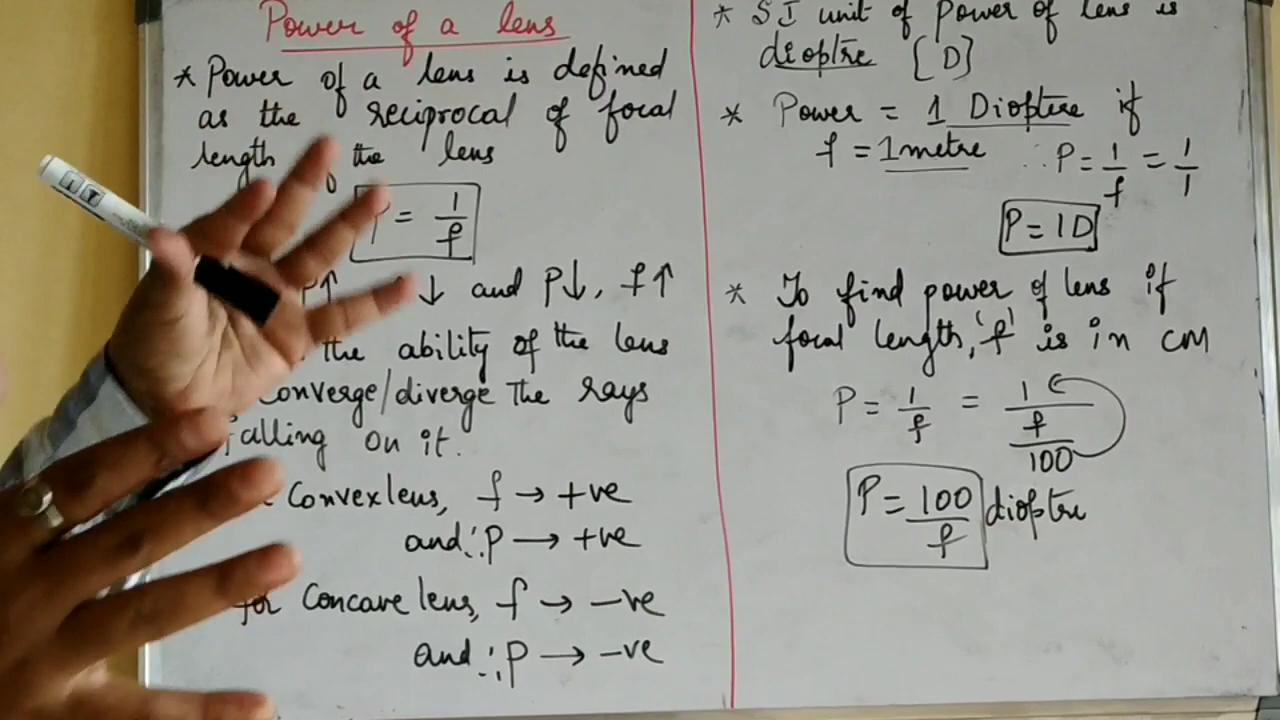 Power of a lens
* Power of a lens is defined
as the reciprocal of focal
length of the lens
P = 1/f
P↑ ↓ and P↓, f↑
the ability of the lens
converge/diverge the rays
falling on it.
Convex lens, f → +ve
and ∴ P → +ve
for Concave lens, f → -ve
and ∴ P → -ve
* SI unit of power of lens is
dioptre [D]
* Power = 1 Dioptre if
f = 1 metre ∴ P = 1/f = 1/1
P = 1D
* To find power of lens if
focal length, 'f' is in cm
P = 1/f = 1/(f/100)
P = 100/f dioptre